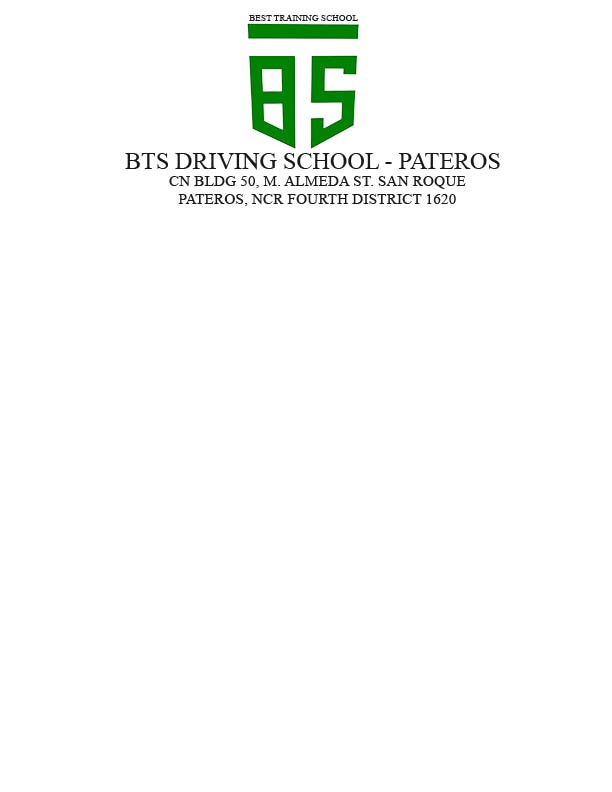 BEST TRAINING SCHOOL
BTS
BTS DRIVING SCHOOL - PATEROS
CN BLDG 50, M. ALMEDA ST. SAN ROQUE
PATEROS, NCR FOURTH DISTRICT 1620